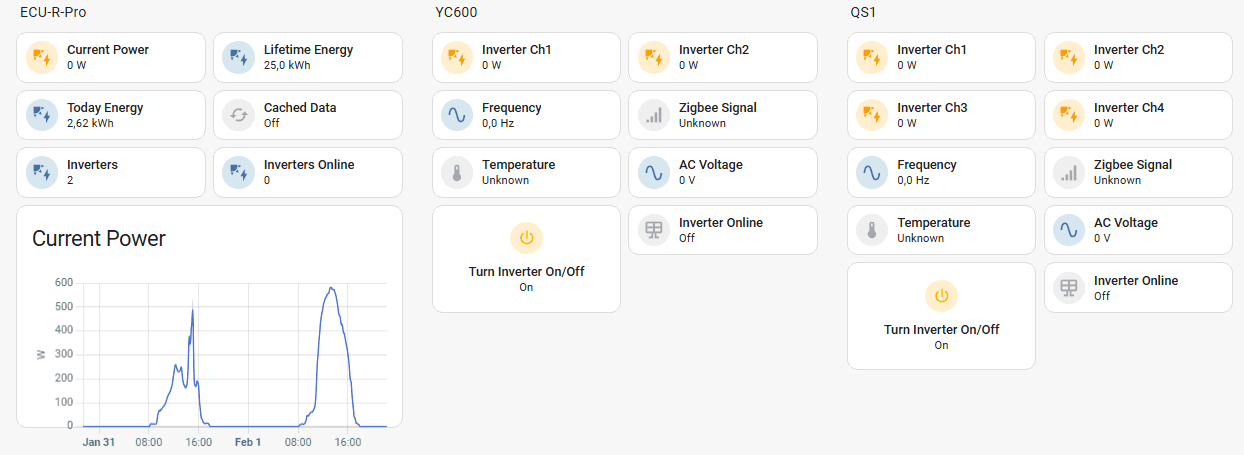 ECU-R-Pro
Current Power
0 W
Lifetime Energy
25,0 kWh
Today Energy
2,62 kWh
Cached Data
Off
Inverters
2
Inverters Online
0
Current Power
600
500
400
300
200
100
0
W
Jan 31 08:00 16:00 Feb 1 08:00 16:00
YC600
Inverter Ch1
0 W
Inverter Ch2
0 W
Frequency
0,0 Hz
Zigbee Signal
Unknown
Temperature
Unknown
AC Voltage
0 V
Turn Inverter On/Off
On
Inverter Online
Off
QS1
Inverter Ch1
0 W
Inverter Ch2
0 W
Inverter Ch3
0 W
Inverter Ch4
0 W
Frequency
0,0 Hz
Zigbee Signal
Unknown
Temperature
Unknown
AC Voltage
0 V
Turn Inverter On/Off
On
Inverter Online
Off